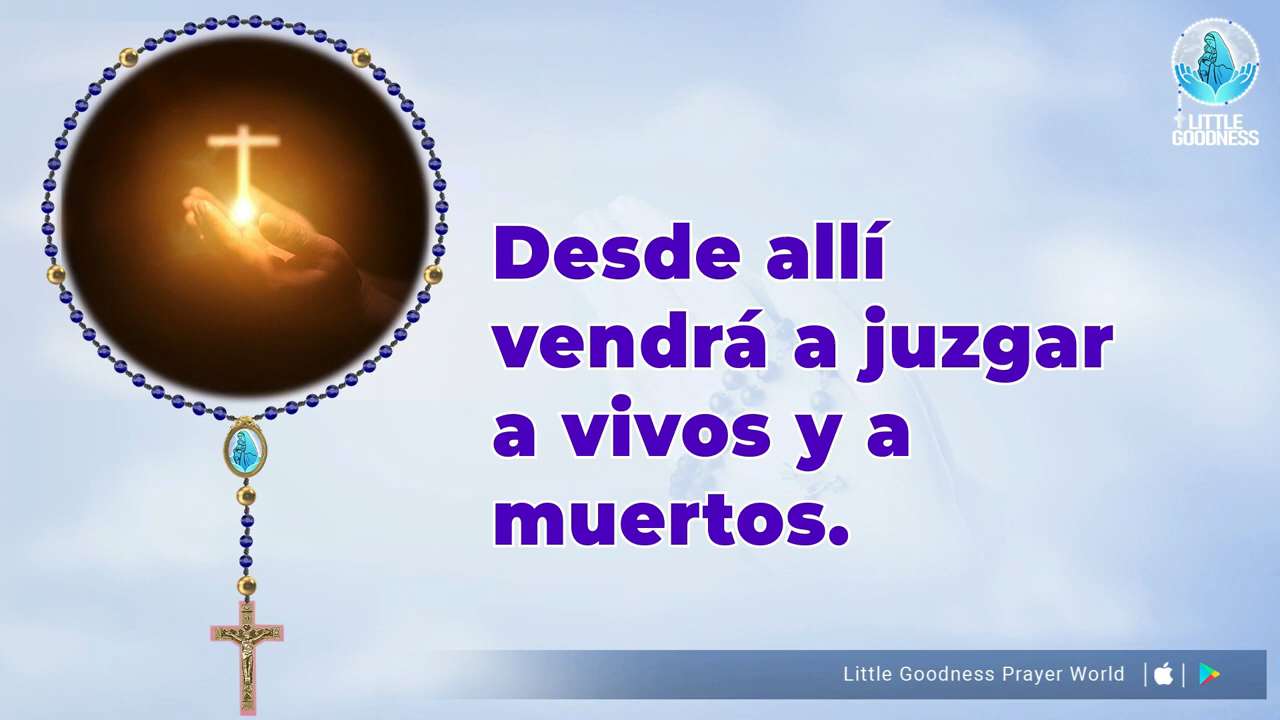 LITTLE
GOODNESS
Desde allí
vendrá a juzgar
a vivos y a
muertos.
Little Goodness Prayer World